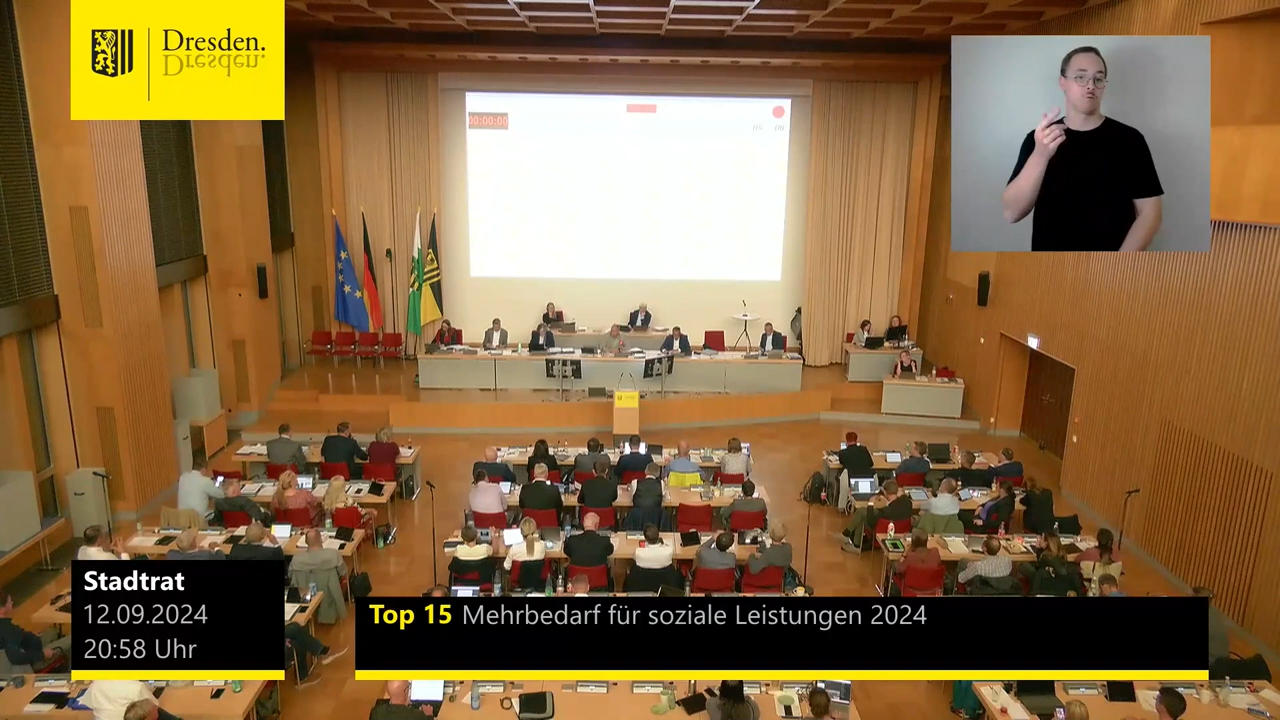 Dresden.
Dresden.
00:00:00
Stadtrat
12.09.2024
20:58 Uhr
Top 15 Mehrbedarf für soziale Leistungen 2024